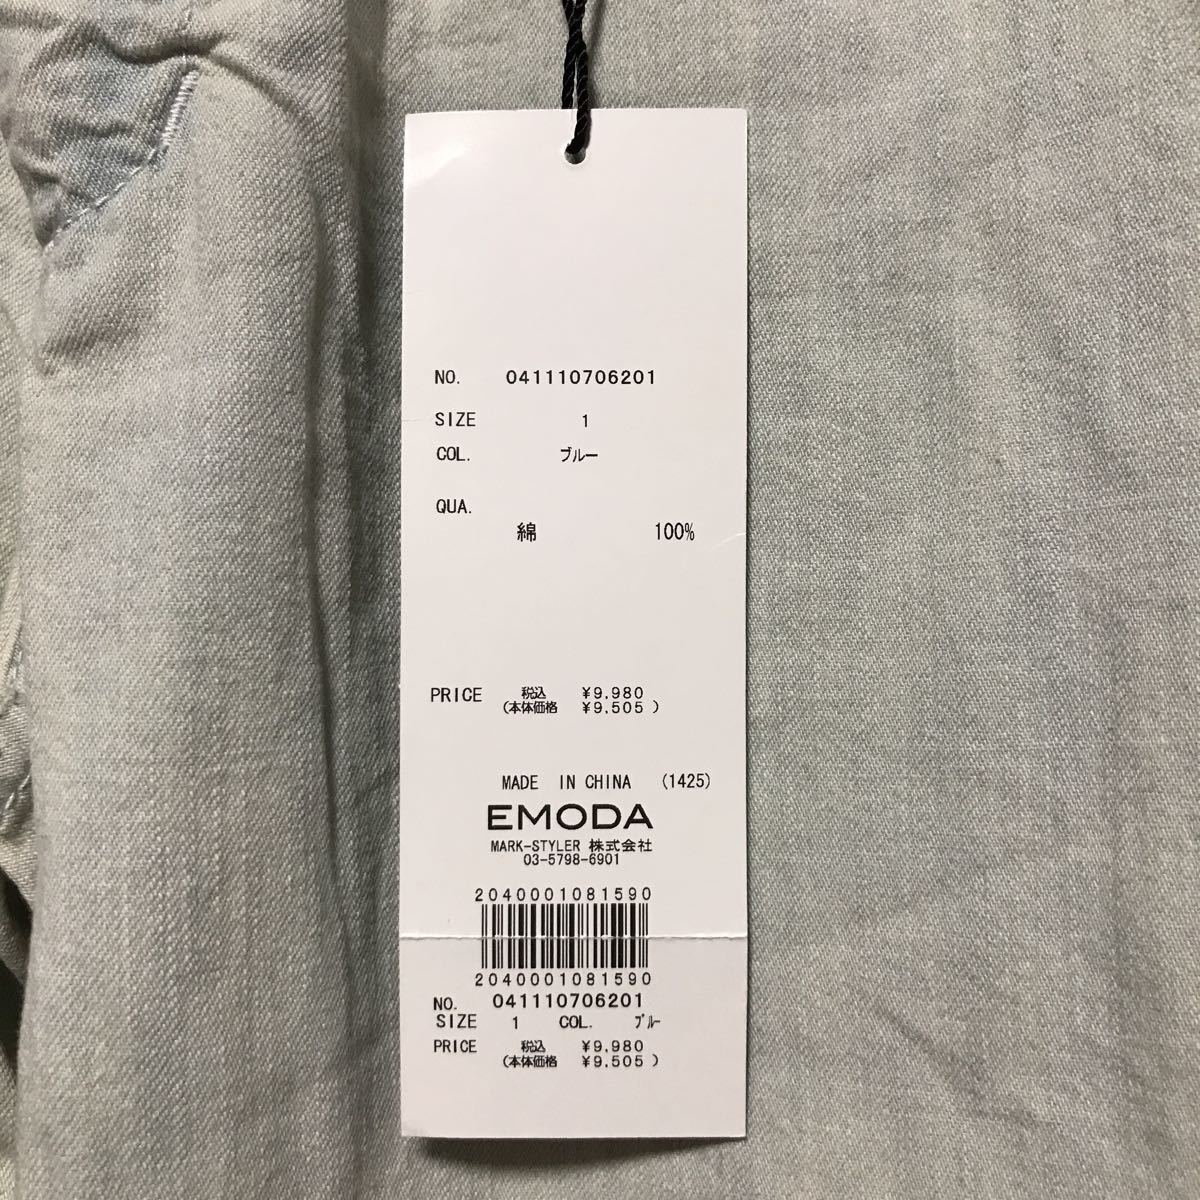 NO. 041110706201
SIZE 1
COL. ブルー
QUA.
綿 100%
PRICE 税込 ¥9,980
(本体価格 ¥9,505 )
MADE IN CHINA (1425)
EMODA
MARK-STYLER 株式会社
03-5798-6901
2040001081590
2040001081590
NO. 041110706201
SIZE 1 COL. ﾌﾞﾙｰ
PRICE 税込 ¥9,980
(本体価格 ¥9,505 )